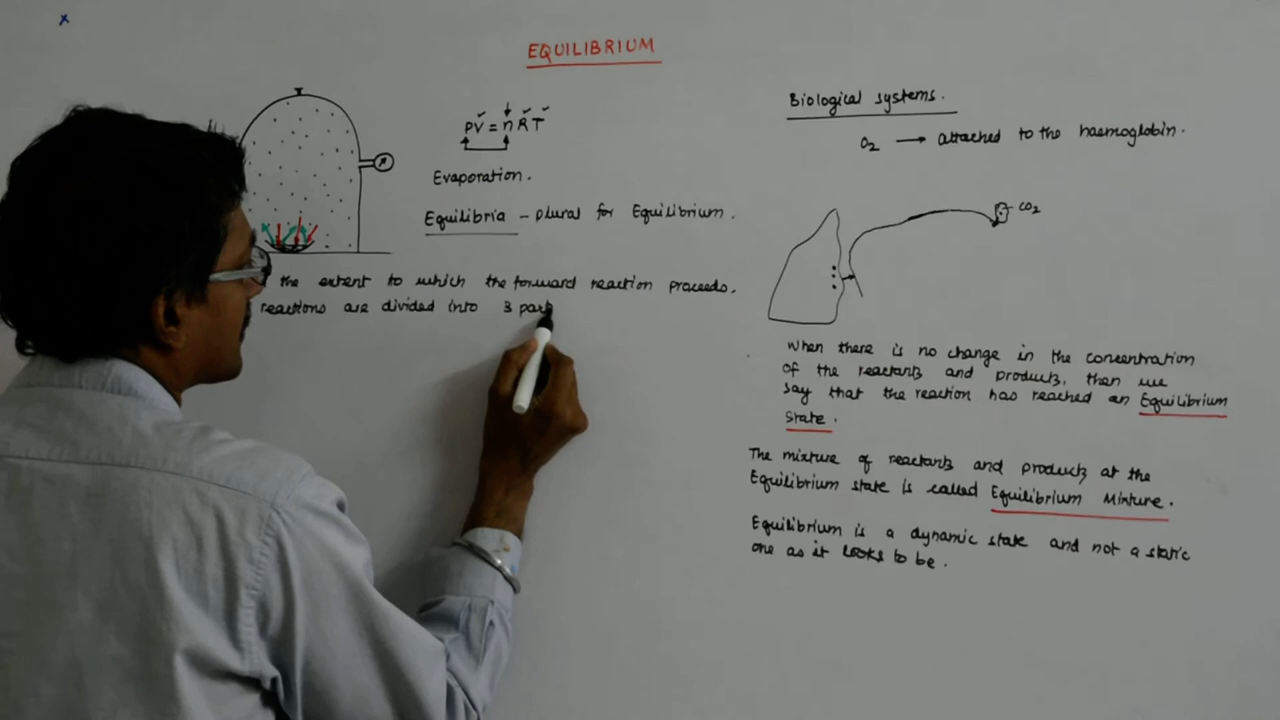 EQUILIBRIUM
PV = nRT
Evaporation.
Equilibria - plural for Equilibrium.
the extent to which the forward reaction proceeds.
reactions are divided into 3 part
Biological systems.
O2 → attached to the haemoglobin.
CO2
When there is no change in the concentration
of the reactants and products, then we
say that the reaction has reached an Equilibrium
State.
The mixture of reactants and products at the
Equilibrium state is called Equilibrium Mixture.
Equilibrium is a dynamic state and not a static
one as it looks to be.